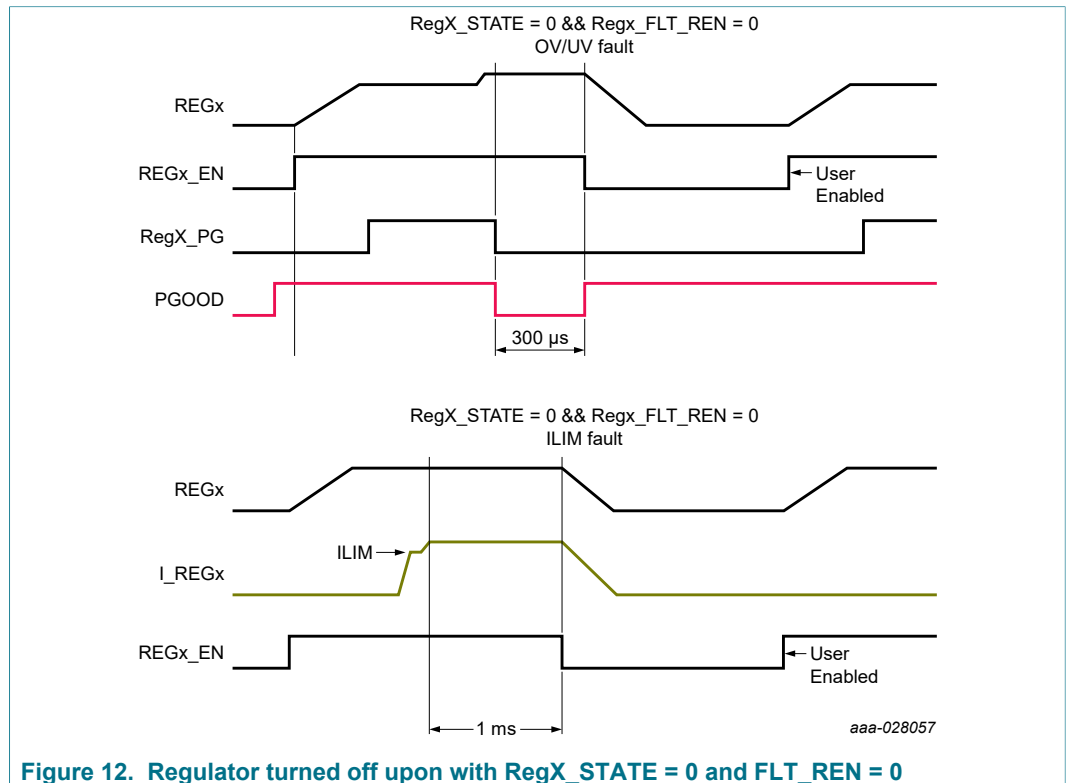 RegX_STATE = 0 && Regx_FLT_REN = 0
OV/UV fault
REGx
REGx_EN
User
Enabled
RegX_PG
PGOOD
300 µs
RegX_STATE = 0 && Regx_FLT_REN = 0
ILIM fault
REGx
ILIM
I_REGx
REGx_EN
User
Enabled
1 ms
aaa-028057
Figure 12. Regulator turned off upon with RegX_STATE = 0 and FLT_REN = 0